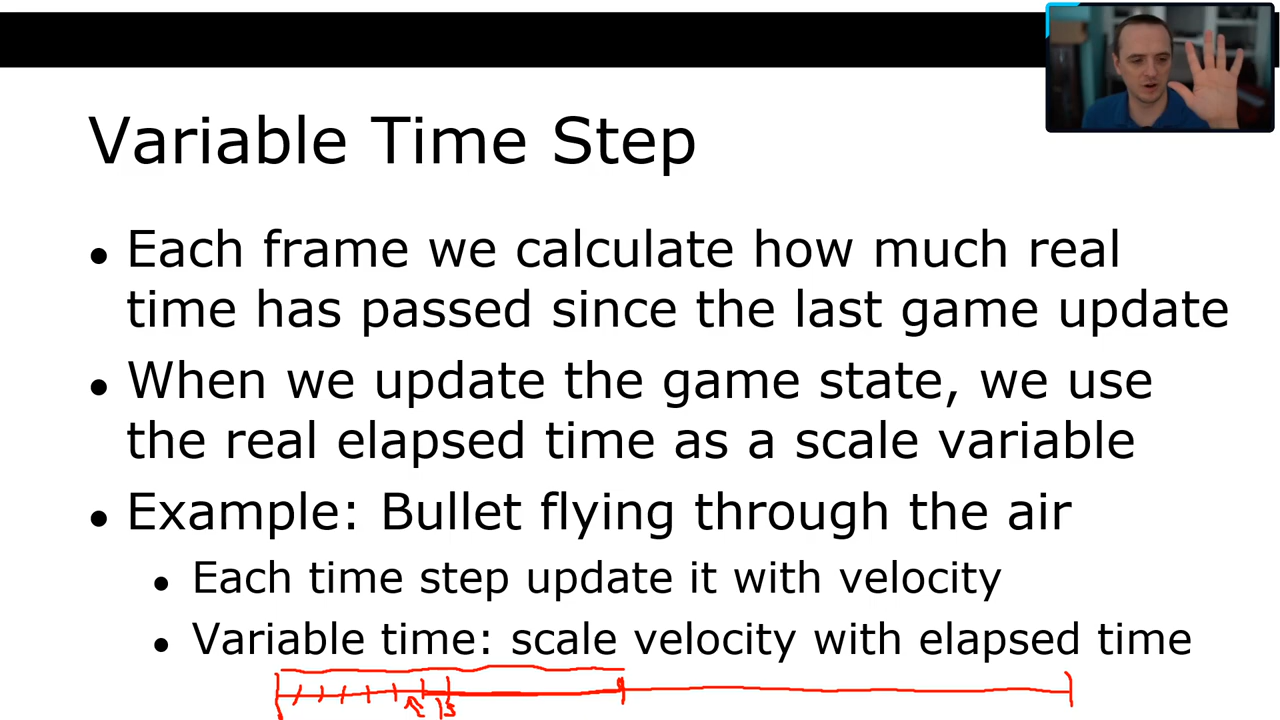 Variable Time Step
• Each frame we calculate how much real
time has passed since the last game update
• When we update the game state, we use
the real elapsed time as a scale variable
• Example: Bullet flying through the air
• Each time step update it with velocity
• Variable time: scale velocity with elapsed time